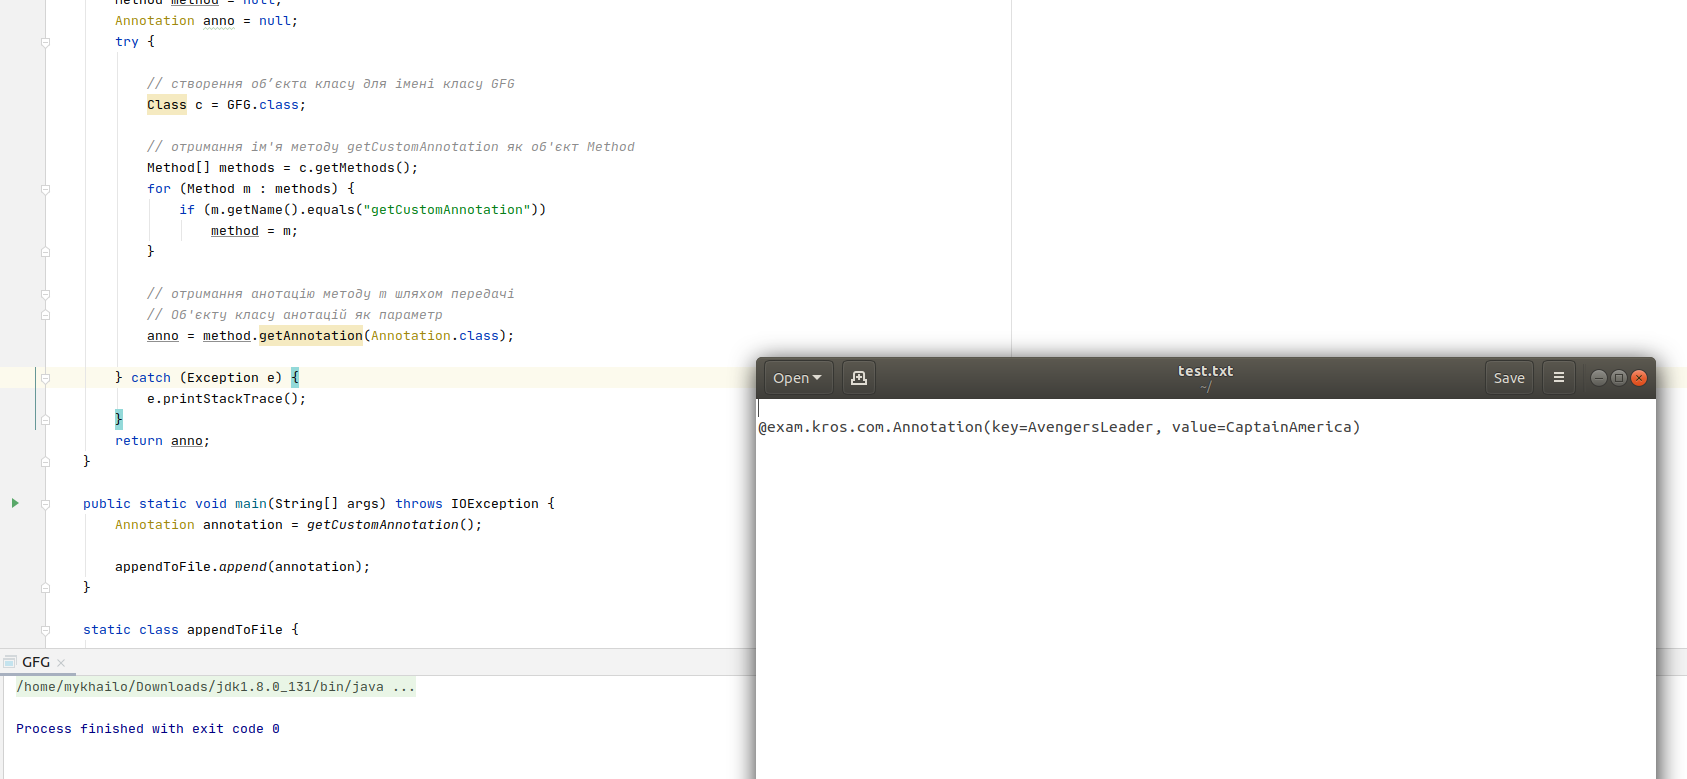 Method method = null;
Annotation anno = null;
try {
// створення об’єкта класу для імені класу GFG
Class c = GFG.class;
// отримання ім'я методу getCustomAnnotation як об'єкт Method
Method[] methods = c.getMethods();
for (Method m : methods) {
if (m.getName().equals("getCustomAnnotation"))
method = m;
}
// отримання анотацію методу m шляхом передачі
// Об'єкту класу анотацій як параметр
anno = method.getAnnotation(Annotation.class);
} catch (Exception e) {
e.printStackTrace();
}
return anno;
}
public static void main(String[] args) throws IOException {
Annotation annotation = getCustomAnnotation();
appendToFile.append(annotation);
}
static class appendToFile {
GFG
/home/mykhailo/Downloads/jdk1.8.0_131/bin/java ...
Process finished with exit code 0
Open
test.txt
~/
Save
@exam.kros.com.Annotation(key=AvengersLeader, value=CaptainAmerica)